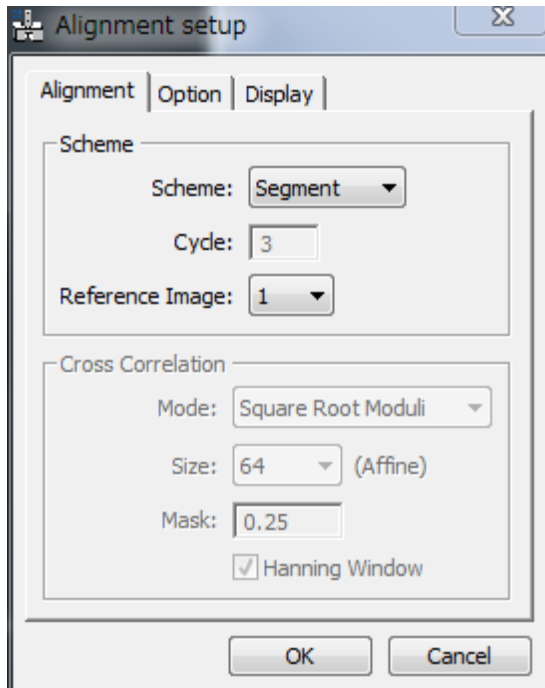 Alignment setup
Alignment Option Display
Scheme
Scheme: Segment
Cycle: 3
Reference Image: 1
Cross Correlation
Mode: Square Root Moduli
Size: 64 (Affine)
Mask: 0.25
Hanning Window
OK Cancel